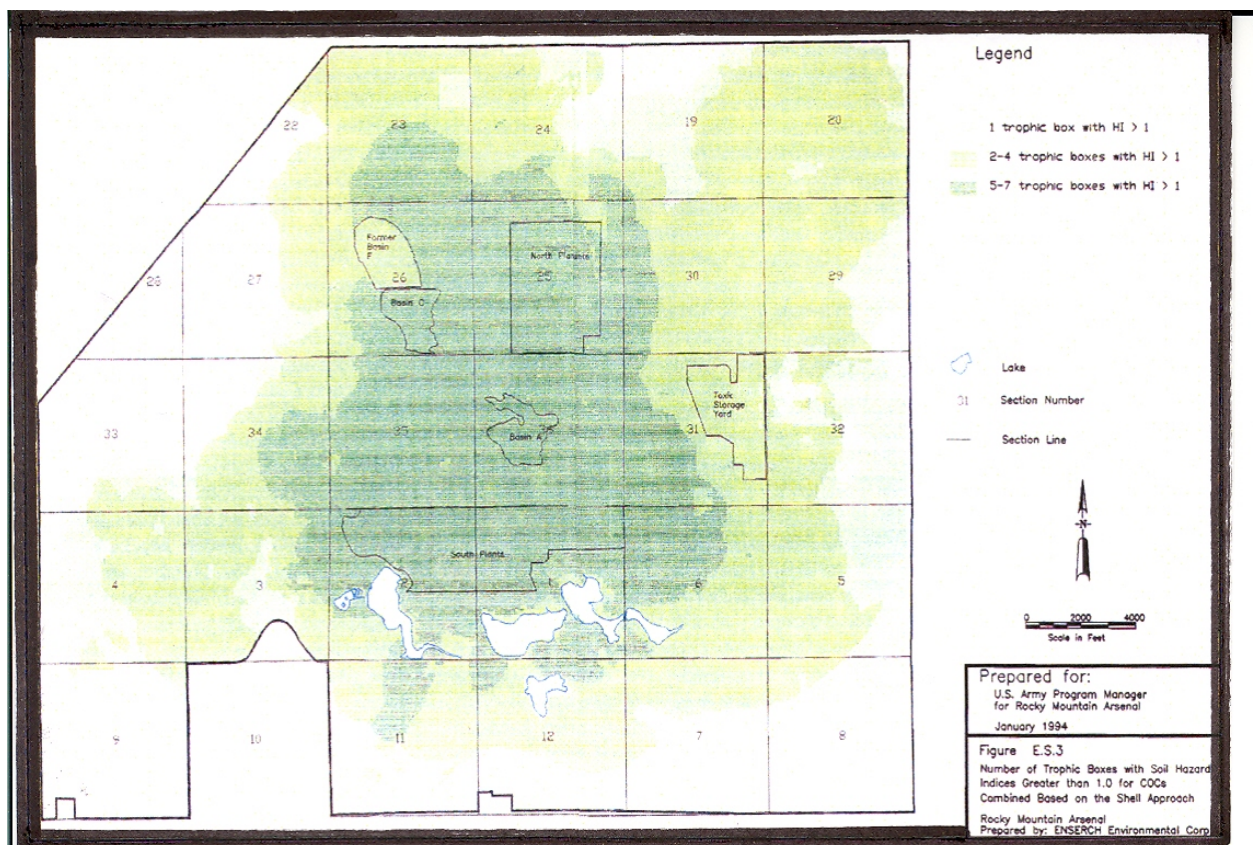 Legend
1 trophic box with HI > 1
2-4 trophic boxes with HI > 1
5-7 trophic boxes with HI > 1
22
23
24
19
20
Former
Basin
F
North Plants
28
27
26
25
30
29
Basin C
Lake
Toxic
Storage
Yard
31
Section Number
33
34
35
36
31
32
Basin A
Section Line
N
South Plants
4
3
2
1
6
5
0
2000
4000
Scale in Feet
Prepared for:
U.S. Army Program Manager
for Rocky Mountain Arsenal
January 1994
9
10
11
12
7
8
Figure E.S.3
Number of Trophic Boxes with Soil Hazard
Indices Greater than 1.0 for COCs
Combined Based on the Shell Approach
Rocky Mountain Arsenal
Prepared by: ENSERCH Environmental Corp